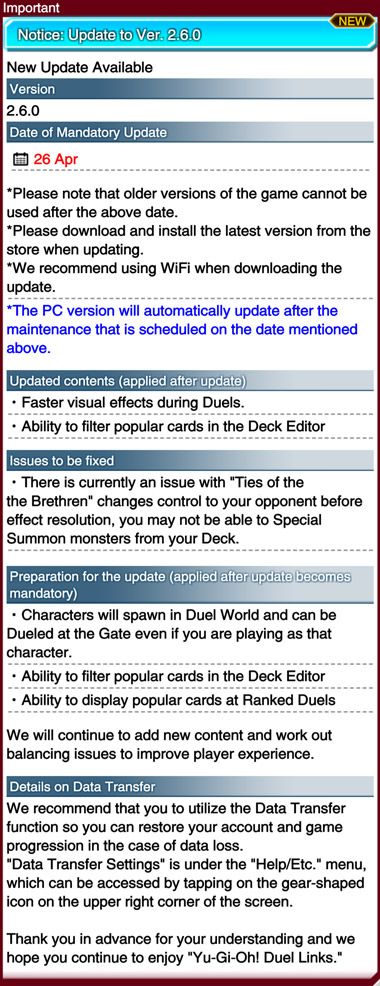 Important
NEW
Notice: Update to Ver. 2.6.0
New Update Available
Version
2.6.0
Date of Mandatory Update
26 Apr
*Please note that older versions of the game cannot be
used after the above date.
*Please download and install the latest version from the
store when updating.
*We recommend using WiFi when downloading the
update.
*The PC version will automatically update after the
maintenance that is scheduled on the date mentioned
above.
Updated contents (applied after update)
・Faster visual effects during Duels.
・Ability to filter popular cards in the Deck Editor
Issues to be fixed
・There is currently an issue with "Ties of the
the Brethren" changes control to your opponent before
effect resolution, you may not be able to Special
Summon monsters from your Deck.
Preparation for the update (applied after update becomes
mandatory)
・Characters will spawn in Duel World and can be
Dueled at the Gate even if you are playing as that
character.
・Ability to filter popular cards in the Deck Editor
・Ability to display popular cards at Ranked Duels
We will continue to add new content and work out
balancing issues to improve player experience.
Details on Data Transfer
We recommend that you to utilize the Data Transfer
function so you can restore your account and game
progression in the case of data loss.
"Data Transfer Settings" is under the "Help/Etc." menu,
which can be accessed by tapping on the gear-shaped
icon on the upper right corner of the screen.
Thank you in advance for your understanding and we
hope you continue to enjoy "Yu-Gi-Oh! Duel Links."